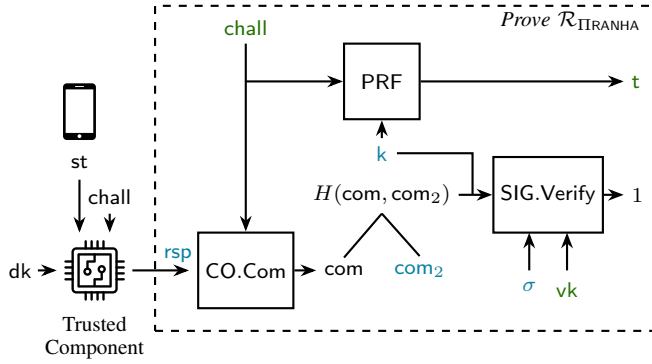 Prove R_ΠRANHA
chall
PRF
t
st
k
chall
H(com, com₂)
SIG.Verify
1
rsp
CO.Com
com
com₂
dk
σ
vk
Trusted
Component